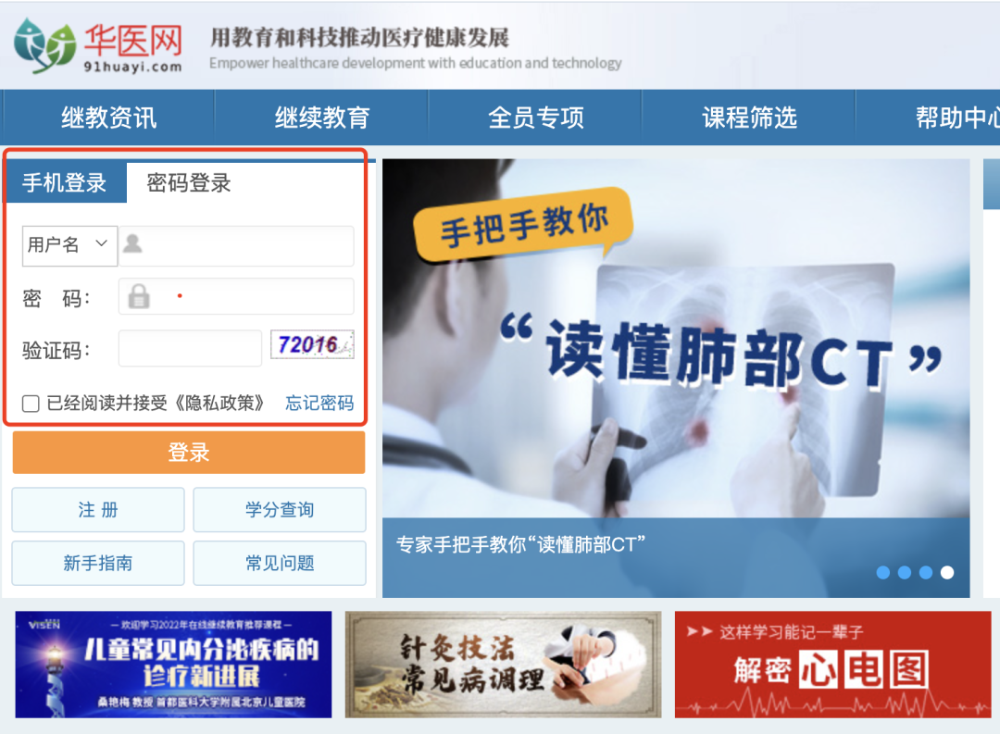 华医网
91huayi.com
用教育和科技推动医疗健康发展
Empower healthcare development with education and technology
继教资讯 继续教育 全员专项 课程筛选 帮助中心
手机登录 密码登录
用户名
密 码：
验证码： 72016
已经阅读并接受《隐私政策》 忘记密码
登录
注 册 学分查询
新手指南 常见问题
手把手教你
“读懂肺部CT”
专家手把手教你“读懂肺部CT”
VISEN
—欢迎学习2022年在线继续教育推荐课程—
儿童常见内分泌疾病的
诊疗新进展
桑艳梅 教授 首都医科大学附属北京儿童医院
针灸技法
常见病调理
这样学习能记一辈子
解密心电图